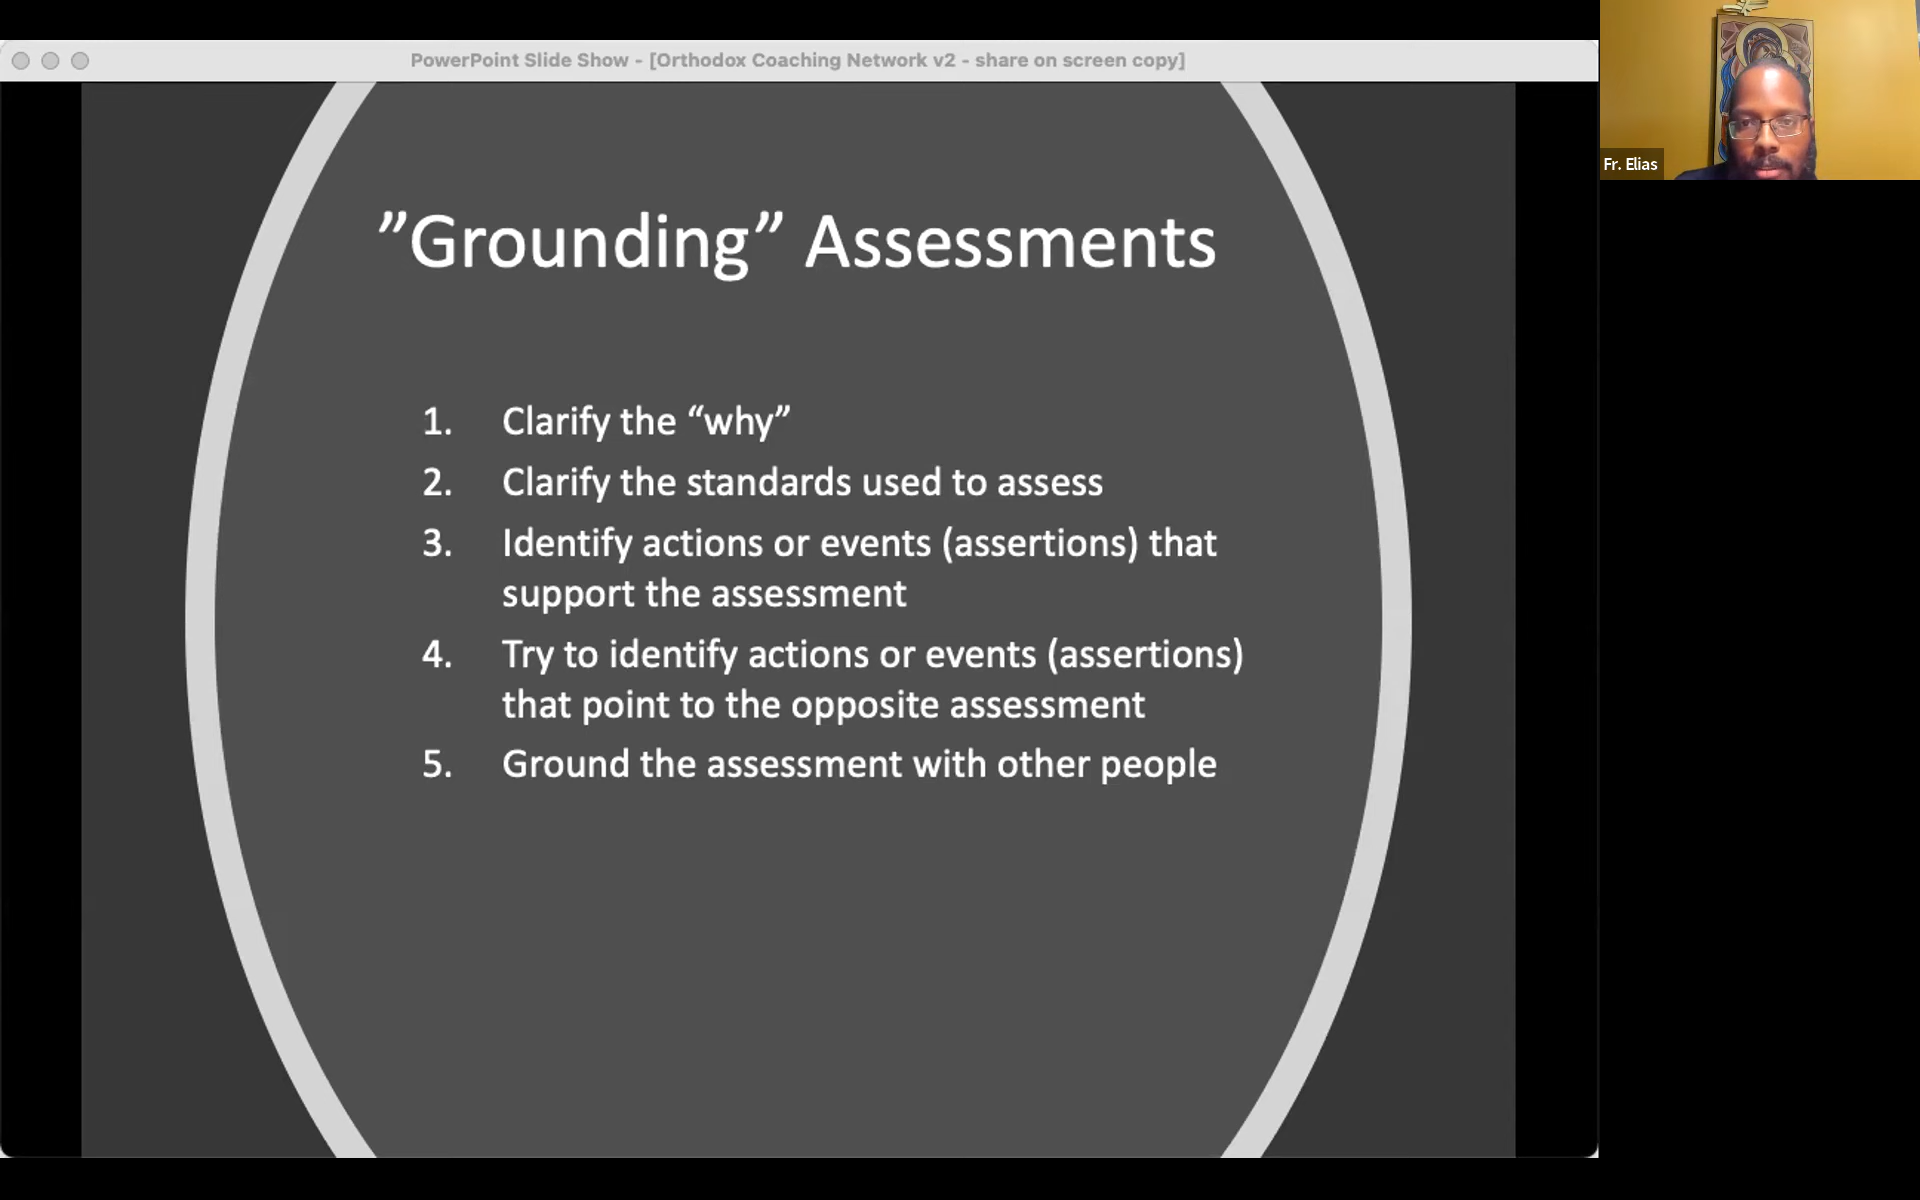 PowerPoint Slide Show - [Orthodox Coaching Network v2 - share on screen copy]
”Grounding” Assessments
1. Clarify the “why”
2. Clarify the standards used to assess
3. Identify actions or events (assertions) that
support the assessment
4. Try to identify actions or events (assertions)
that point to the opposite assessment
5. Ground the assessment with other people
Fr. Elias